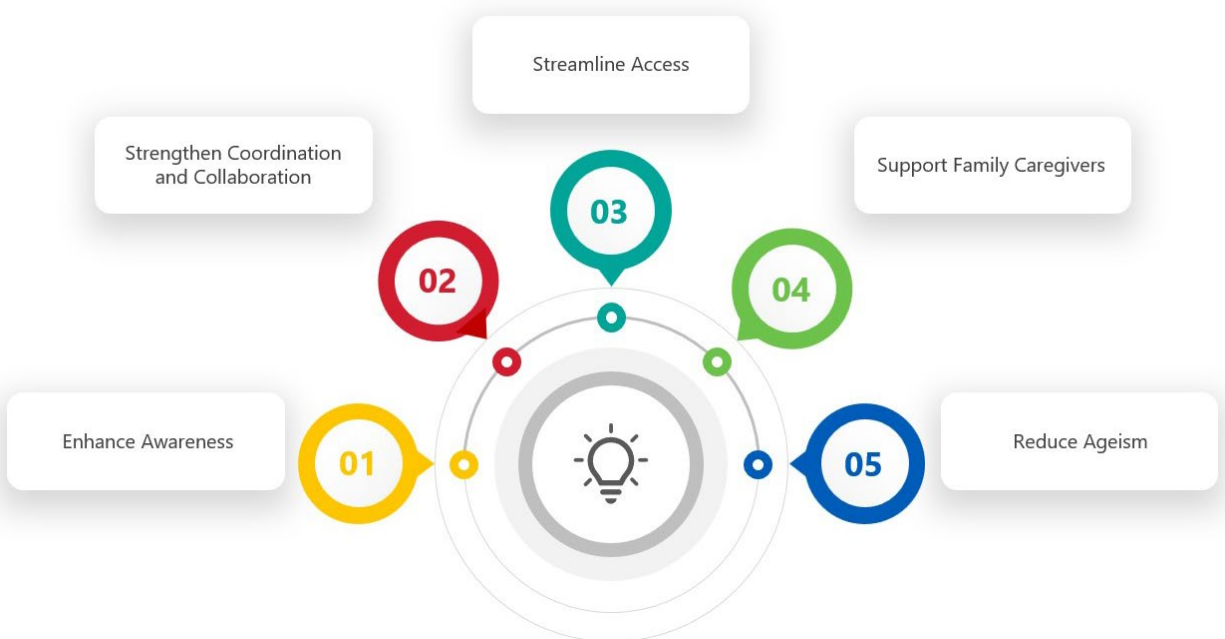 01
Enhance Awareness
02
Strengthen Coordination
and Collaboration
03
Streamline Access
04
Support Family Caregivers
05
Reduce Ageism